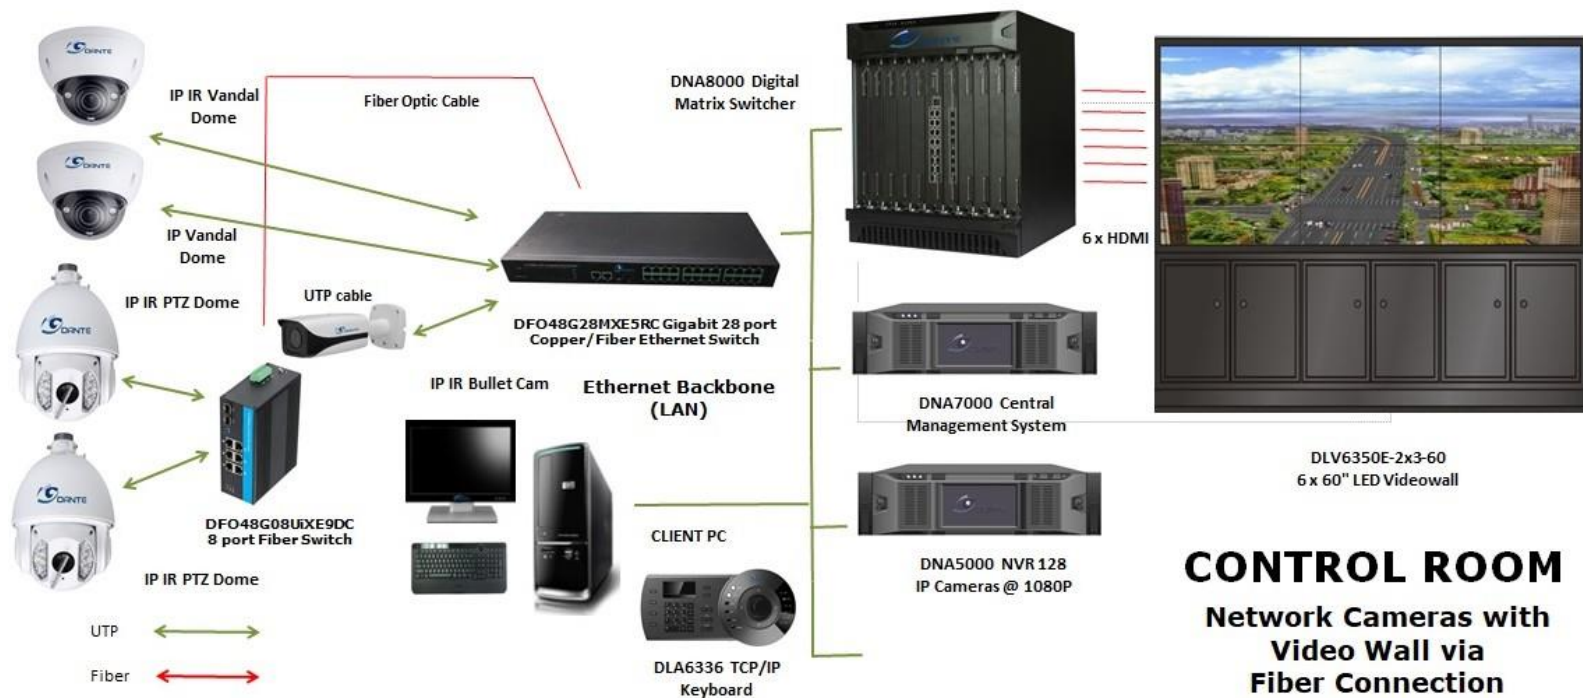 DANTE
IP IR Vandal
Dome
Fiber Optic Cable
DNA8000 Digital
Matrix Switcher
DANTE
IP Vandal
Dome
6 x HDMI
IP IR PTZ Dome
UTP cable
DANTE
DFO48G28MXE5RC Gigabit 28 port
Copper/Fiber Ethernet Switch
IP IR Bullet Cam
Ethernet Backbone
(LAN)
DNA7000 Central
Management System
DLV6350E-2x3-60
6 x 60" LED Videowall
DANTE
DFO48G08UiXE9DC
8 port Fiber Switch
CLIENT PC
DNA5000 NVR 128
IP Cameras @ 1080P
IP IR PTZ Dome
UTP
Fiber
DLA6336 TCP/IP
Keyboard
CONTROL ROOM
Network Cameras with
Video Wall via
Fiber Connection